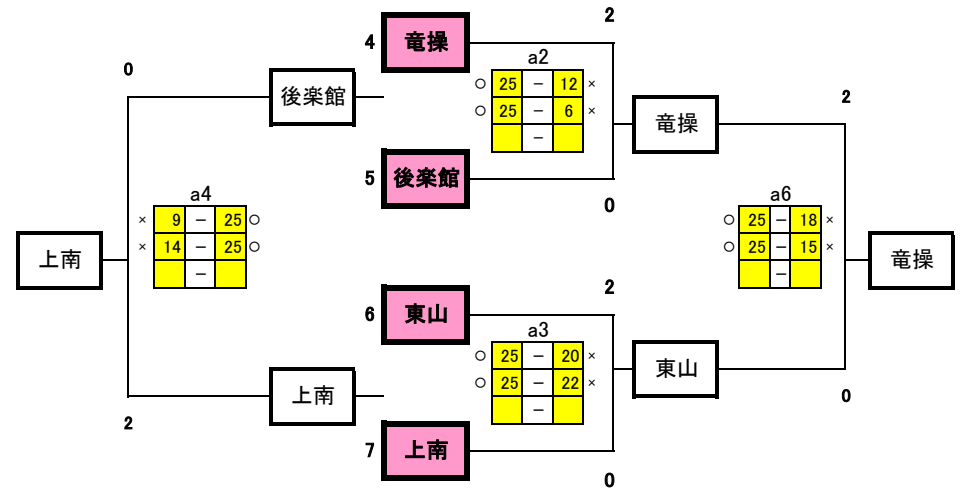 4 竜操 2
0
a2
後楽館
○ 25 － 12 ×
○ 25 － 6 ×
－
竜操
2
5 後楽館
0
a4
× 9 － 25 ○
× 14 － 25 ○
－
a6
○ 25 － 18 ×
○ 25 － 15 ×
－
上南
竜操
6 東山 2
a3
○ 25 － 20 ×
○ 25 － 22 ×
－
東山
上南
0
2
7 上南
0